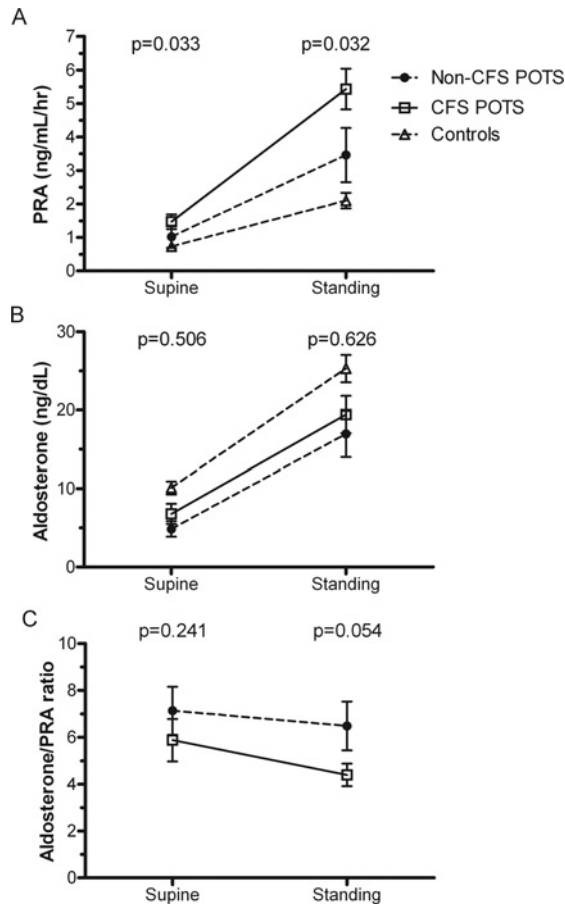 A
p=0.033 p=0.032
PRA (ng/mL/hr)
7
6
5
4
3
2
1
0
Supine Standing
Non-CFS POTS
CFS POTS
Controls
B
p=0.506 p=0.626
Aldosterone (ng/dL)
30
20
10
0
Supine Standing
C
p=0.241 p=0.054
Aldosterone/PRA ratio
10
8
6
4
2
0
Supine Standing